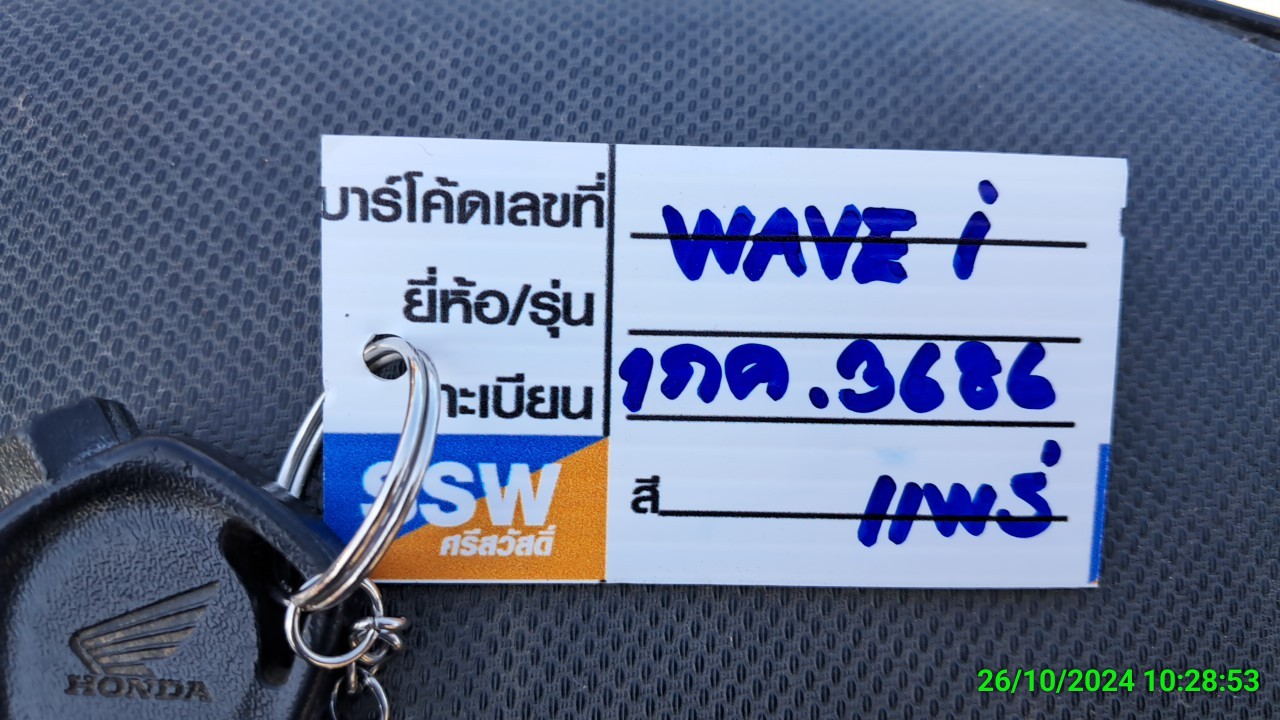 บาร์โค้ดเลขที่ WAVE i
ยี่ห้อ/รุ่น
ทะเบียน 1กค.3686
SSW
ศรีสวัสดิ์
สี แพร่
HONDA
26/10/2024 10:28:53